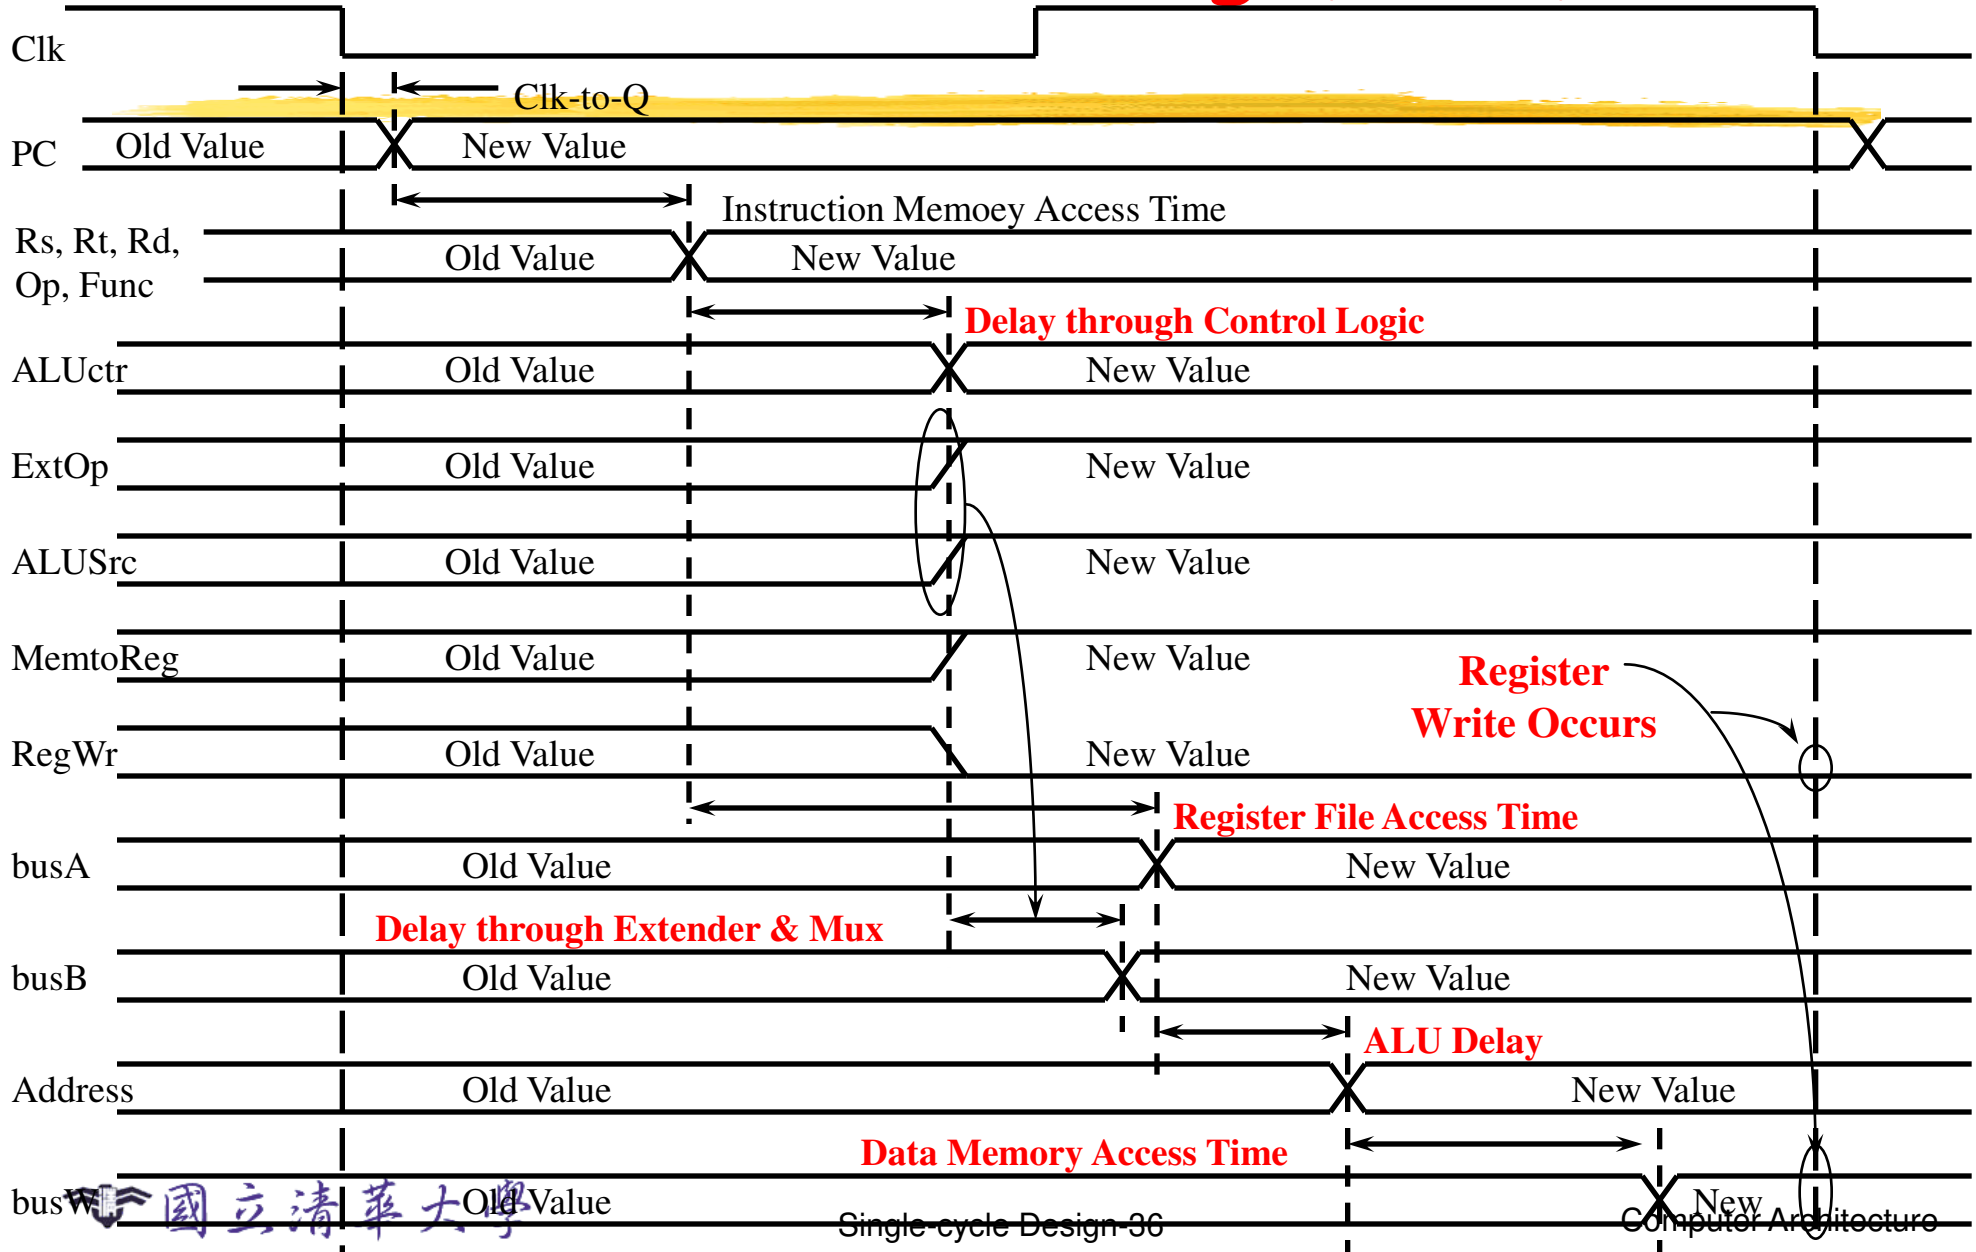 Clk
Clk-to-Q
PC Old Value New Value
Instruction Memoey Access Time
Rs, Rt, Rd,
Op, Func
Old Value New Value
Delay through Control Logic
ALUctr Old Value New Value
ExtOp Old Value New Value
ALUSrc Old Value New Value
MemtoReg Old Value New Value
Register
Write Occurs
RegWr Old Value New Value
Register File Access Time
busA Old Value New Value
Delay through Extender & Mux
busB Old Value New Value
ALU Delay
Address Old Value New Value
Data Memory Access Time
busW Old Value New
國立清華大學
Single-cycle Design-36
Computer Architecture